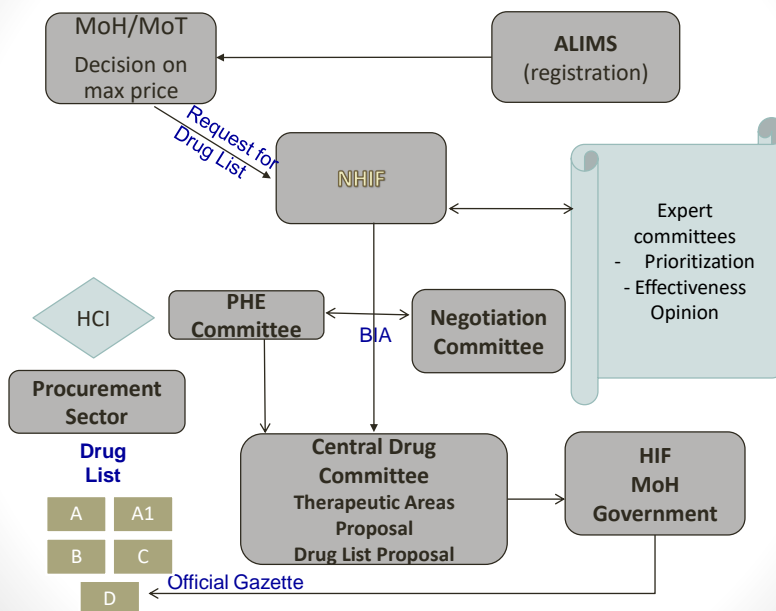 MoH/MoT
Decision on
max price
ALIMS
(registration)
Request for
Drug List
NHIF
Expert
committees
- Prioritization
- Effectiveness
Opinion
HCI
PHE
Committee
BIA
Negotiation
Committee
Procurement
Sector
Drug
List
A
A1
B
C
D
Central Drug
Committee
Therapeutic Areas
Proposal
Drug List Proposal
HIF
MoH
Government
Official Gazette